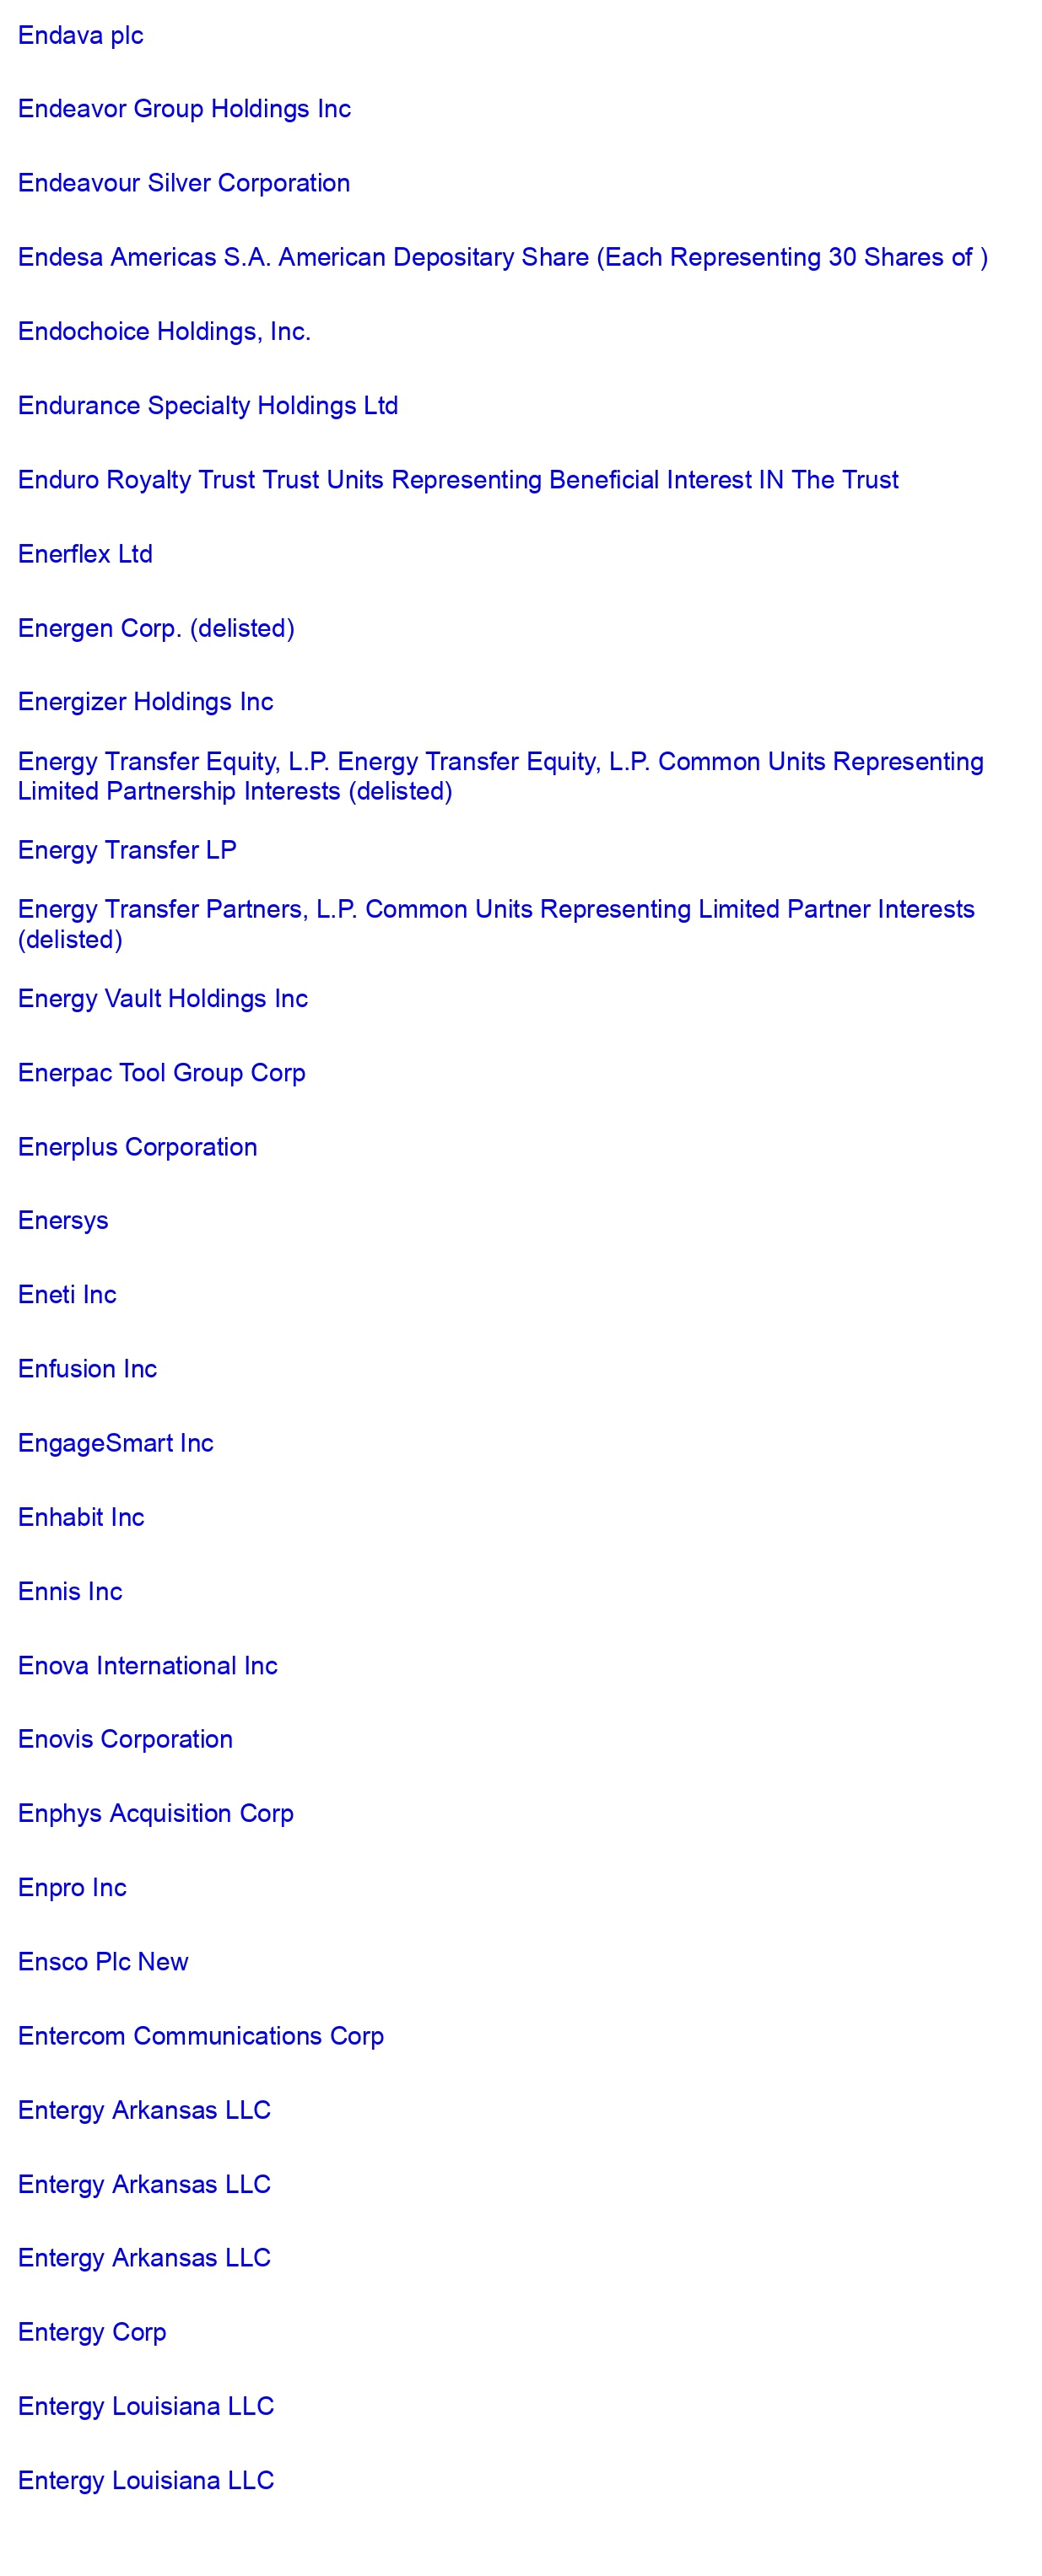 Endava plc
Endeavor Group Holdings Inc
Endeavour Silver Corporation
Endesa Americas S.A. American Depositary Share (Each Representing 30 Shares of )
Endochoice Holdings, Inc.
Endurance Specialty Holdings Ltd
Enduro Royalty Trust Trust Units Representing Beneficial Interest IN The Trust
Enerflex Ltd
Energen Corp. (delisted)
Energizer Holdings Inc
Energy Transfer Equity, L.P. Energy Transfer Equity, L.P. Common Units Representing
Limited Partnership Interests (delisted)
Energy Transfer LP
Energy Transfer Partners, L.P. Common Units Representing Limited Partner Interests
(delisted)
Energy Vault Holdings Inc
Enerpac Tool Group Corp
Enerplus Corporation
Enersys
Eneti Inc
Enfusion Inc
EngageSmart Inc
Enhabit Inc
Ennis Inc
Enova International Inc
Enovis Corporation
Enphys Acquisition Corp
Enpro Inc
Ensco Plc New
Entercom Communications Corp
Entergy Arkansas LLC
Entergy Arkansas LLC
Entergy Arkansas LLC
Entergy Corp
Entergy Louisiana LLC
Entergy Louisiana LLC